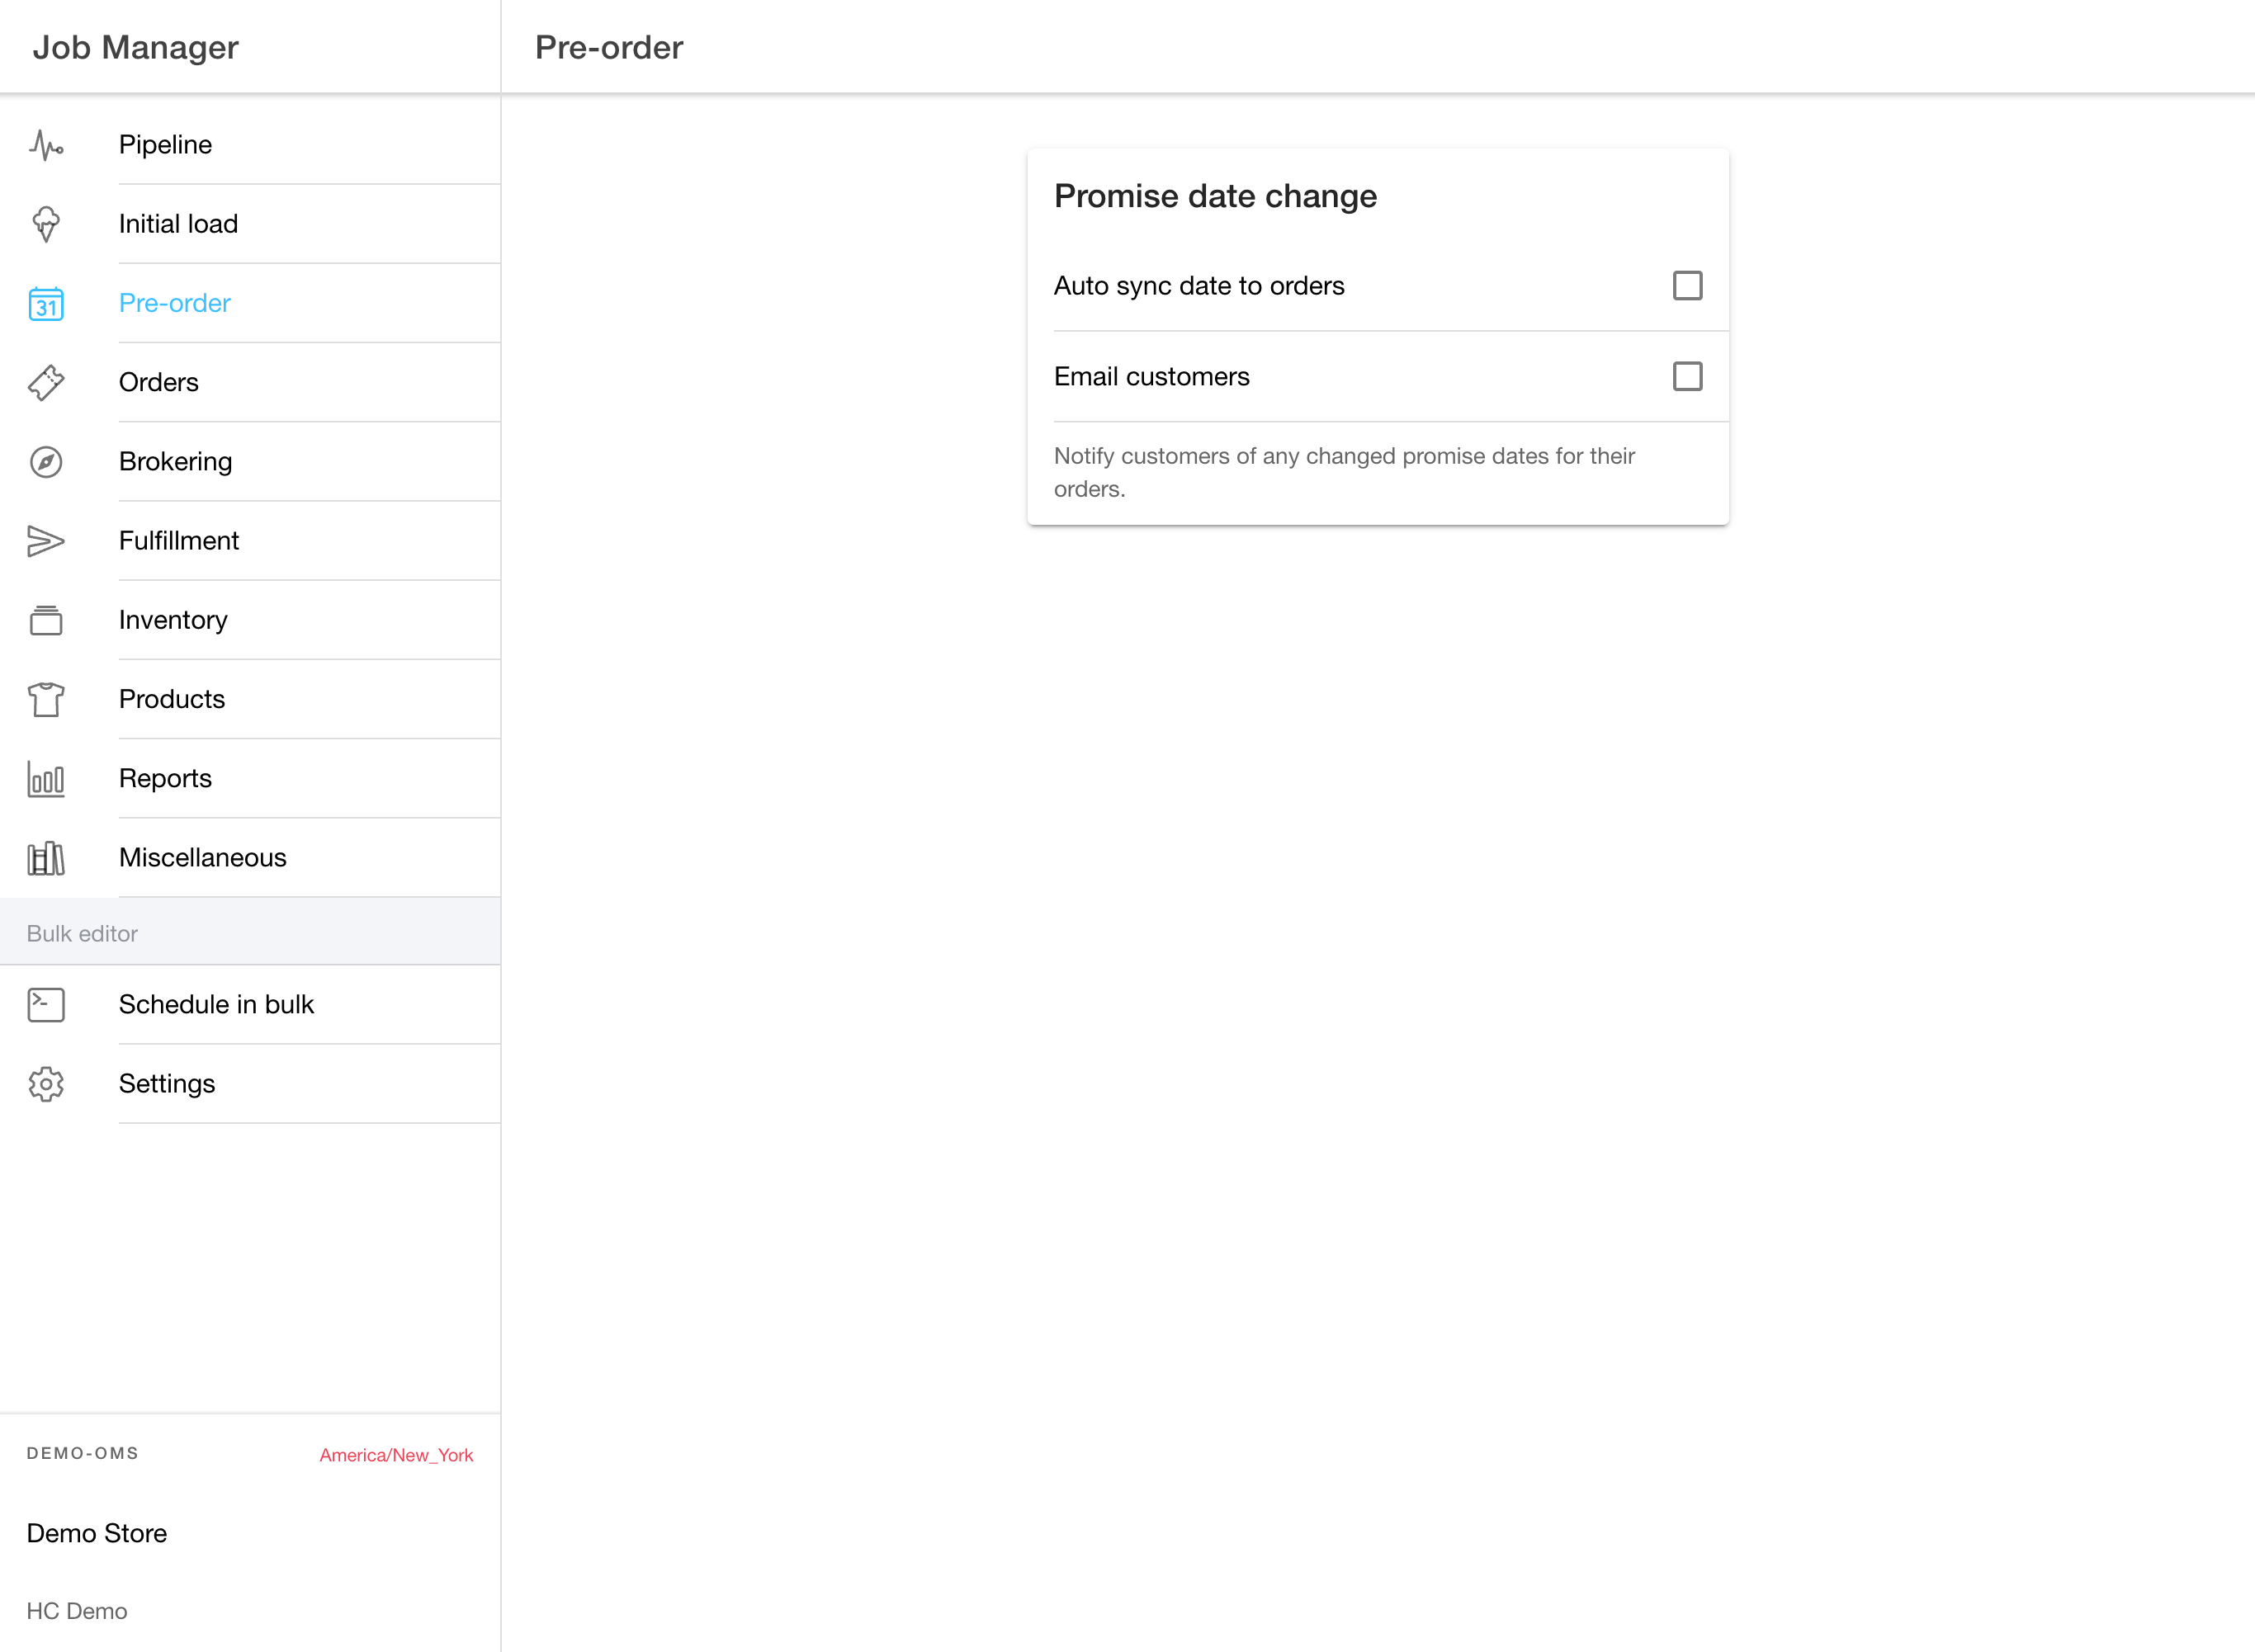 Job Manager
Pre-order
Pipeline
Initial load
31
Pre-order
Orders
Brokering
Fulfillment
Inventory
Products
Reports
Miscellaneous
Bulk editor
Schedule in bulk
Settings
DEMO-OMS
America/New_York
Demo Store
HC Demo
Promise date change
Auto sync date to orders
Email customers
Notify customers of any changed promise dates for their
orders.